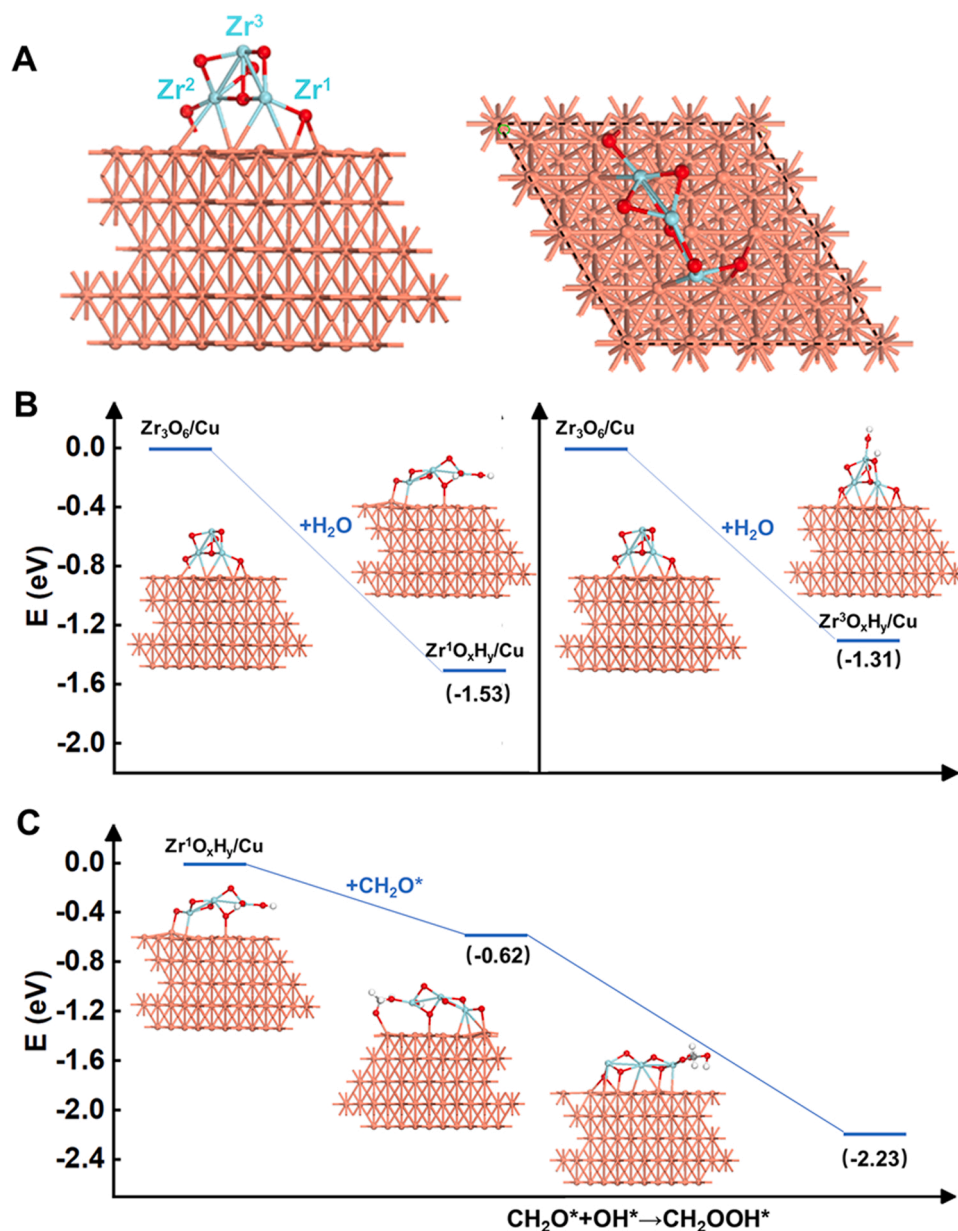 A
Zr³
Zr²
Zr¹
B
E (eV)
0.0
-0.4
-0.8
-1.2
-1.6
-2.0
Zr₃O₆/Cu
+H₂O
Zr¹OₓHᵧ/Cu
(-1.53)
Zr₃O₆/Cu
+H₂O
Zr³OₓHᵧ/Cu
(-1.31)
C
E (eV)
0.0
-0.4
-0.8
-1.2
-1.6
-2.0
-2.4
Zr¹OₓHᵧ/Cu
+CH₂O*
(-0.62)
(-2.23)
CH₂O*+OH*→CH₂OOH*